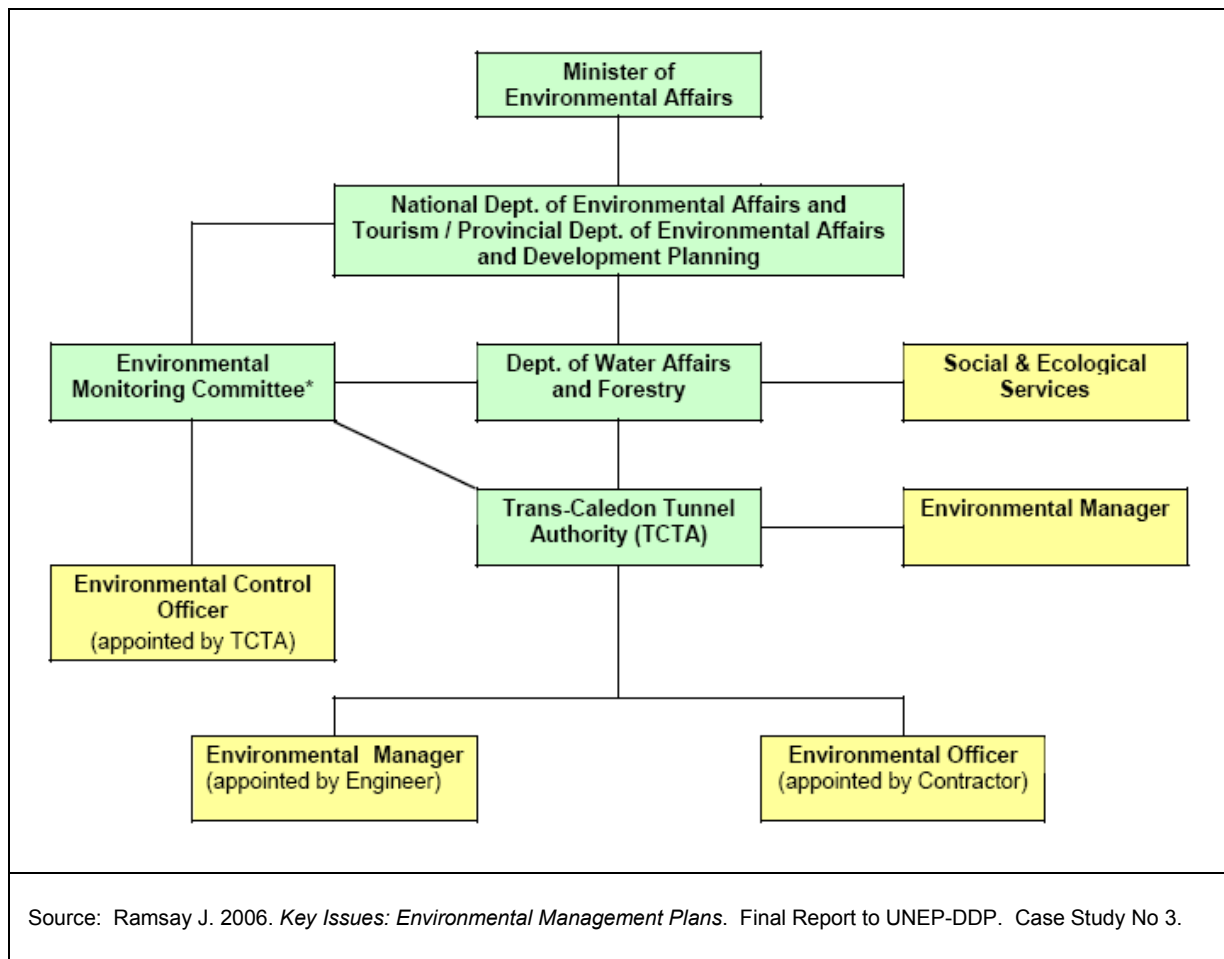 Minister of
Environmental Affairs
National Dept. of Environmental Affairs and
Tourism / Provincial Dept. of Environmental Affairs
and Development Planning
Environmental
Monitoring Committee*
Dept. of Water Affairs
and Forestry
Social & Ecological
Services
Trans-Caledon Tunnel
Authority (TCTA)
Environmental Manager
Environmental Control
Officer
(appointed by TCTA)
Environmental Manager
(appointed by Engineer)
Environmental Officer
(appointed by Contractor)
Source: Ramsay J. 2006. Key Issues: Environmental Management Plans. Final Report to UNEP-DDP. Case Study No 3.